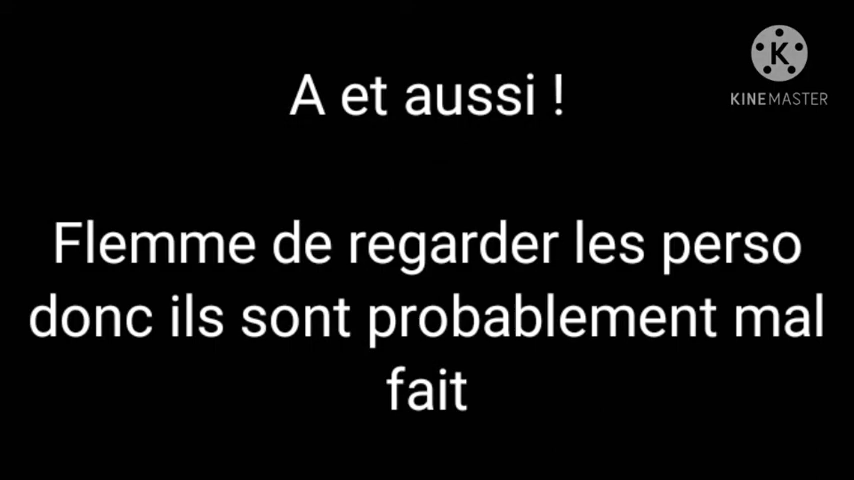 A et aussi !
KINEMASTER
Flemme de regarder les perso
donc ils sont probablement mal
fait